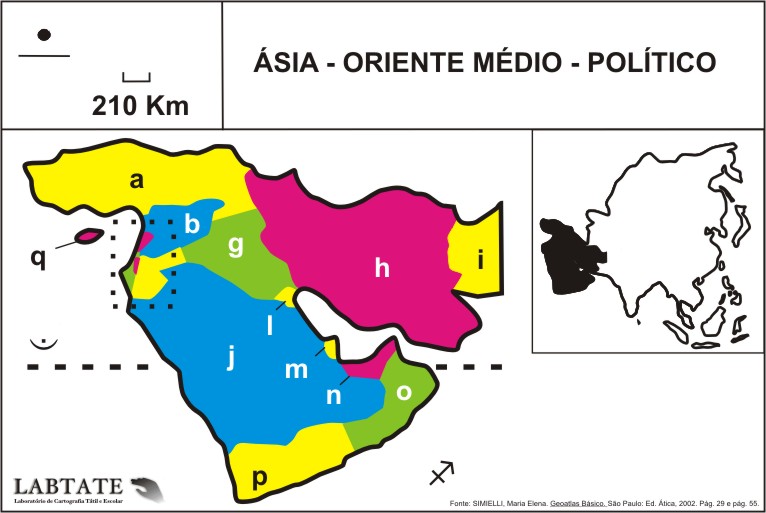 210 Km
ÁSIA - ORIENTE MÉDIO - POLÍTICO
a
b
q
g
h
i
l
j
m
n
o
p
LABTATE
Laboratório de Cartografia Tátil e Escolar
Fonte: SIMIELLI, Maria Elena. Geoatlas Básico. São Paulo: Ed. Ática, 2002. Pág. 29 e pág. 55.